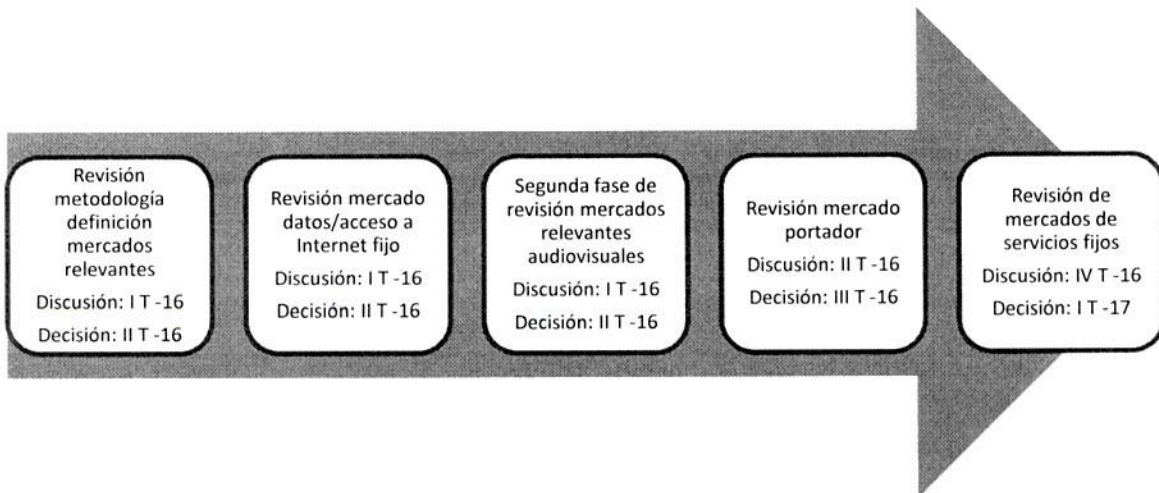 Revisión
metodología
definición
mercados
relevantes
Discusión: I T -16
Decisión: II T -16
Revisión mercado
datos/acceso a
Internet fijo
Discusión: I T -16
Decisión: II T -16
Segunda fase de
revisión mercados
relevantes
audiovisuales
Discusión: I T -16
Decisión: II T -16
Revisión mercado
portador
Discusión: II T -16
Decisión: III T -16
Revisión de
mercados de
servicios fijos
Discusión: IV T -16
Decisión: I T -17